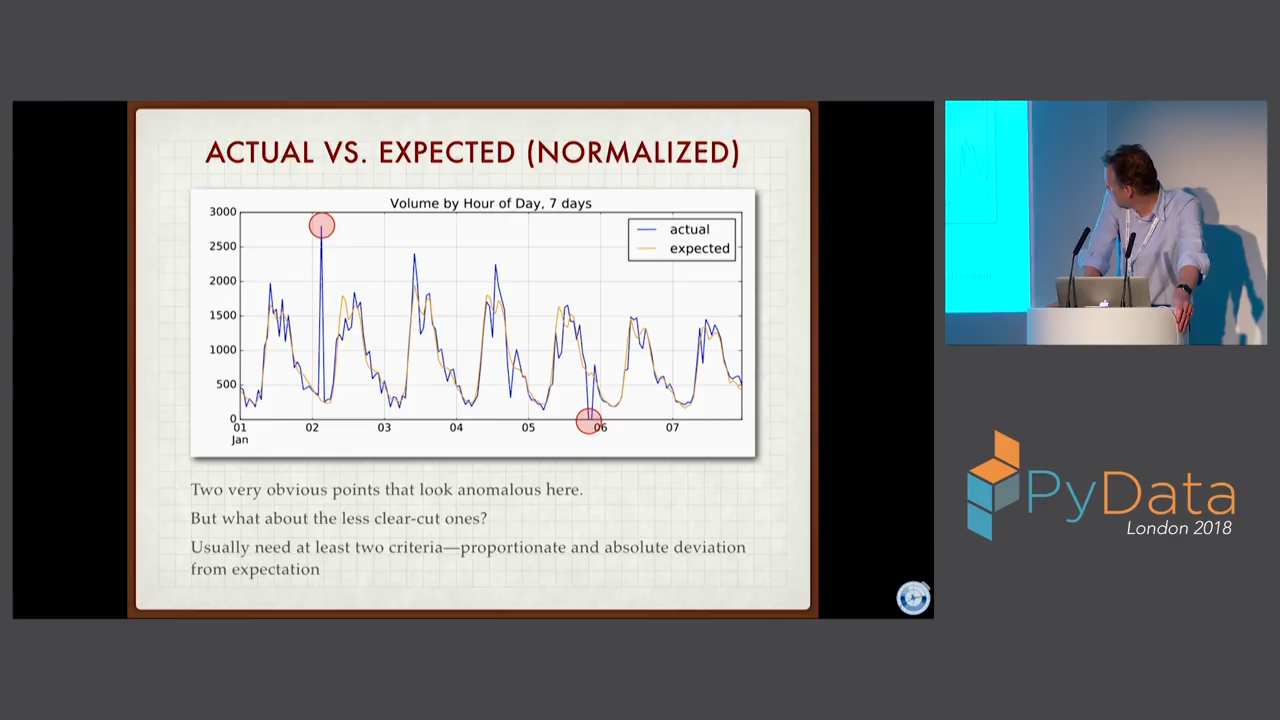 ACTUAL VS. EXPECTED (NORMALIZED)
Volume by Hour of Day, 7 days
3000
2500
2000
1500
1000
500
0
actual
expected
01
02
03
04
05
06
07
Jan
Two very obvious points that look anomalous here.
But what about the less clear-cut ones?
Usually need at least two criteria—proportionate and absolute deviation
from expectation
PyData
London 2018